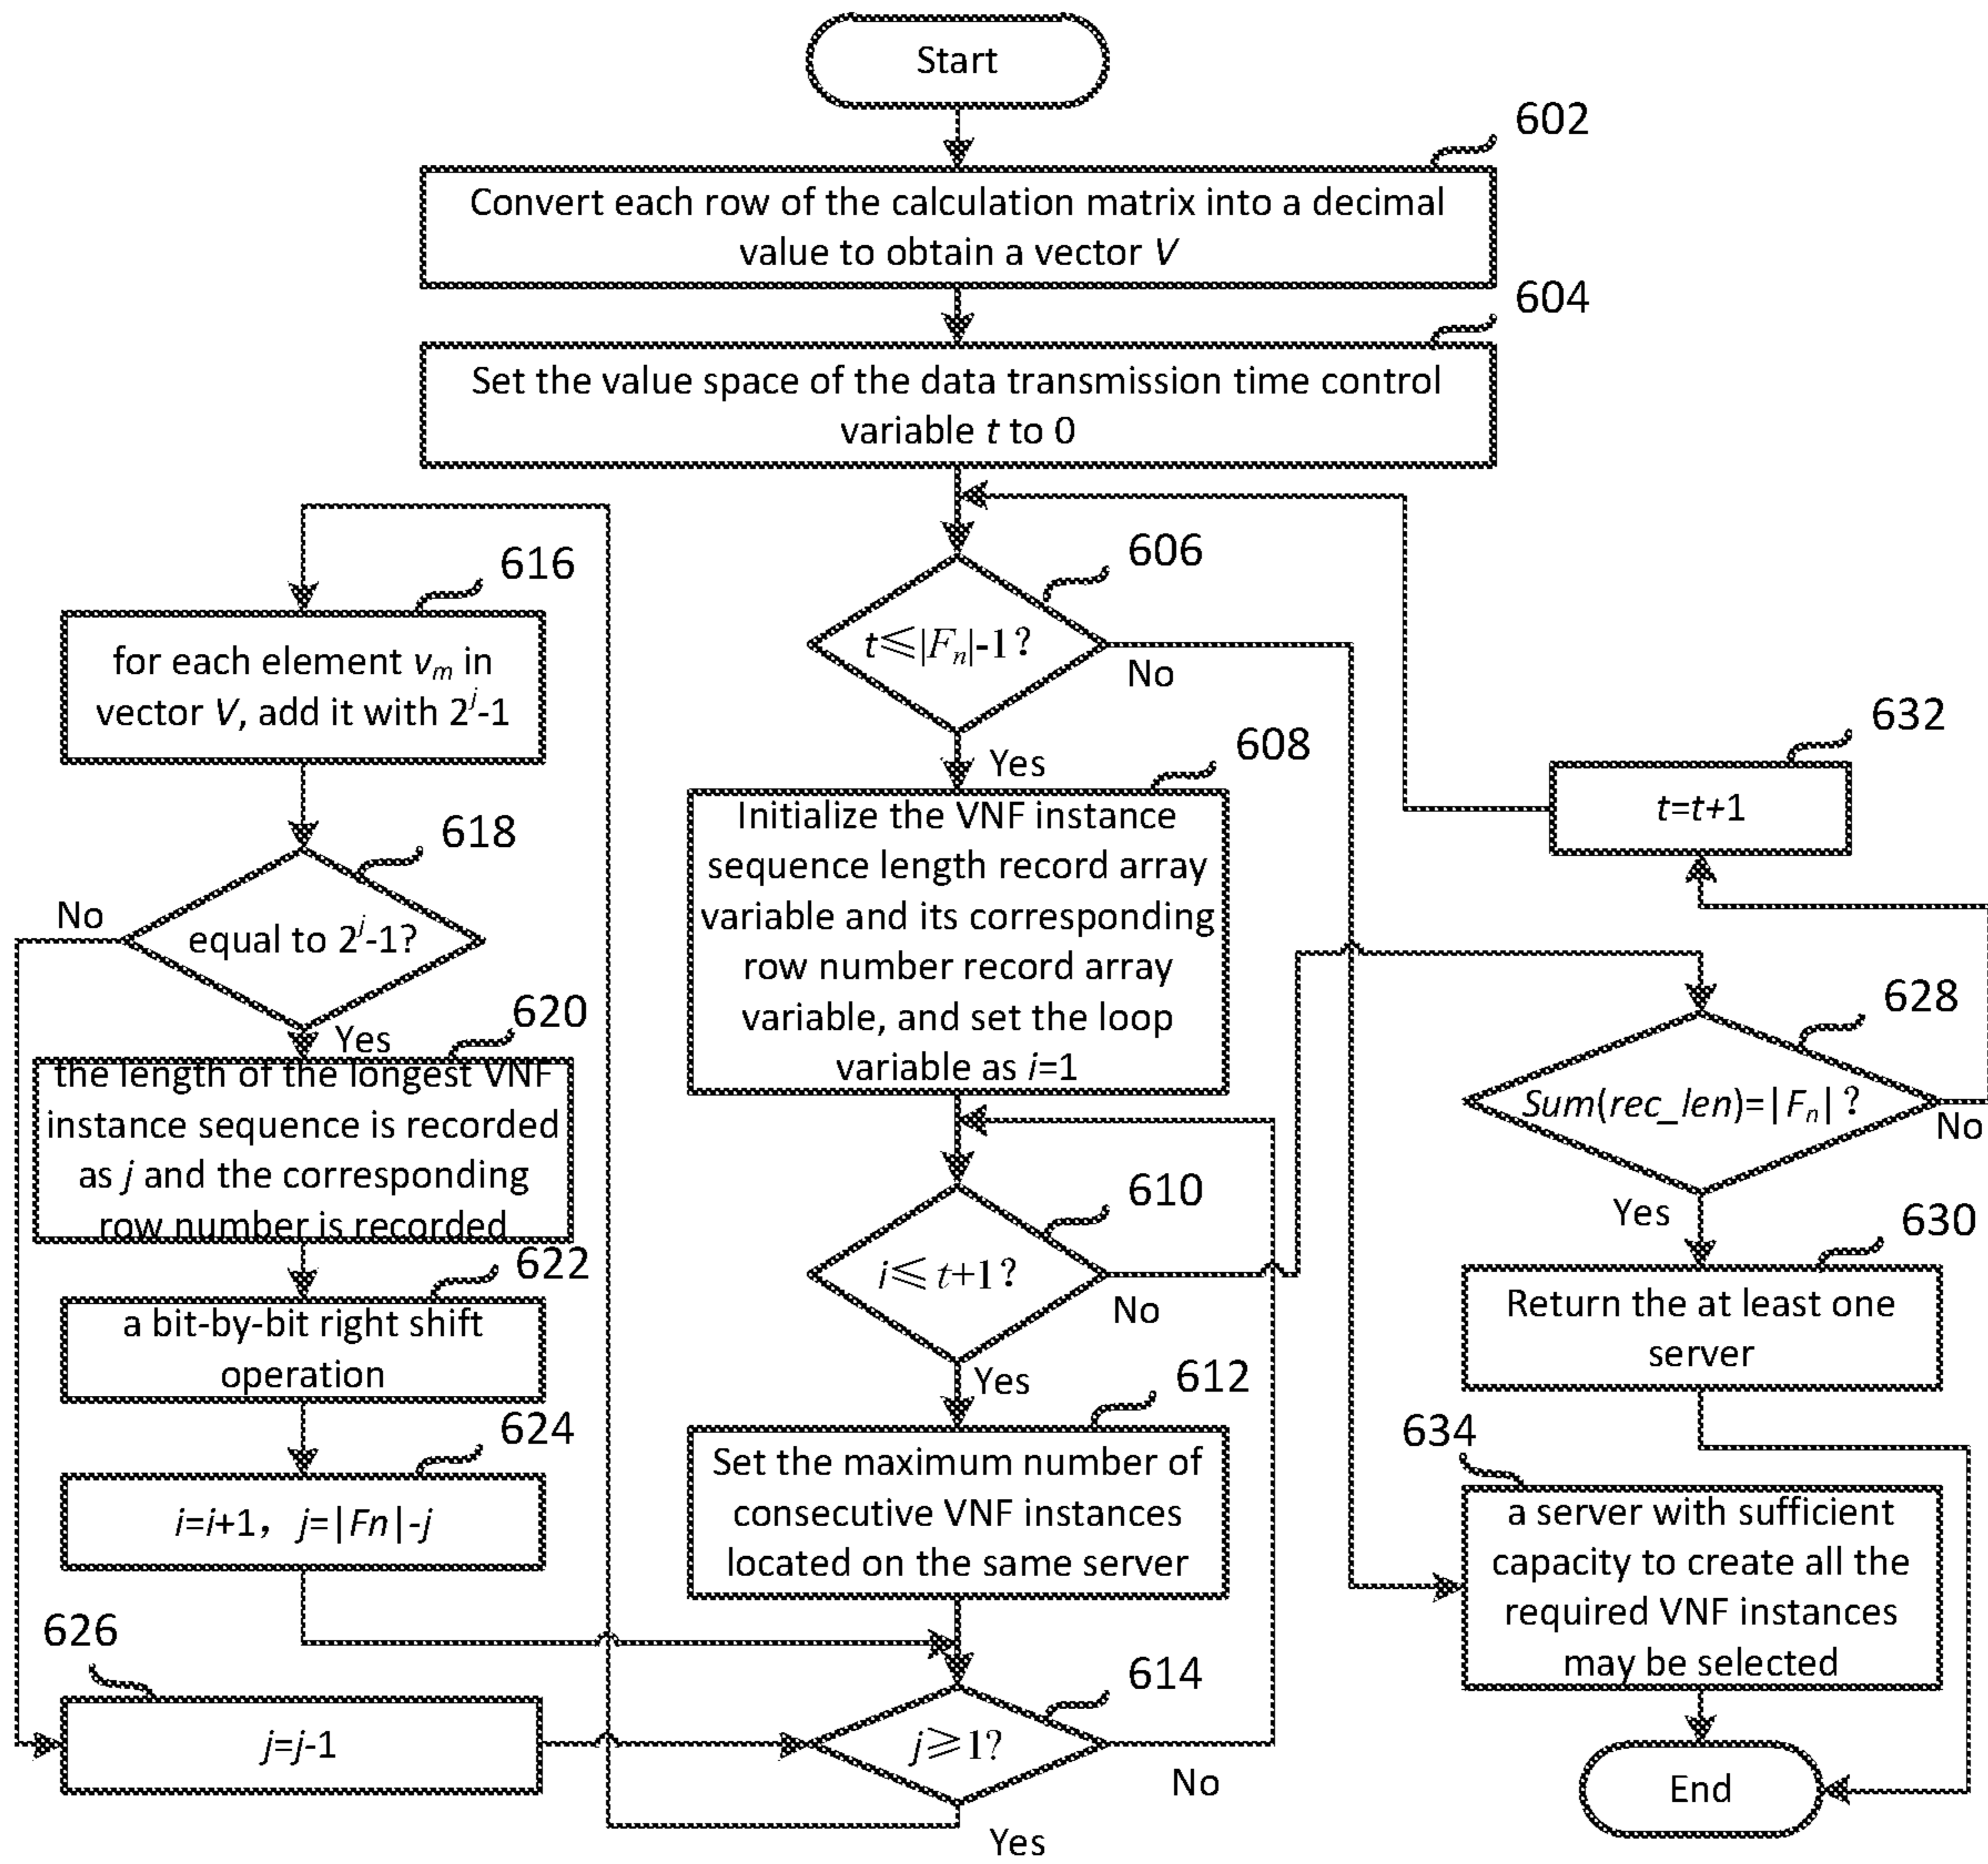 Start
602
Convert each row of the calculation matrix into a decimal
value to obtain a vector V
604
Set the value space of the data transmission time control
variable t to 0
606
t≤|Fn|-1?
No
Yes
608
Initialize the VNF instance
sequence length record array
variable and its corresponding
row number record array
variable, and set the loop
variable as i=1
610
i≤t+1?
No
Yes
612
Set the maximum number of
consecutive VNF instances
located on the same server
614
j≥1?
No
Yes
616
for each element vm in
vector V, add it with 2^j-1
618
equal to 2^j-1?
No
Yes
620
the length of the longest VNF
instance sequence is recorded
as j and the corresponding
row number is recorded
622
a bit-by-bit right shift
operation
624
i=i+1, j=|Fn|-j
626
j=j-1
632
t=t+1
628
Sum(rec_len)=|Fn|?
No
Yes
630
Return the at least one
server
634
a server with sufficient
capacity to create all the
required VNF instances
may be selected
End